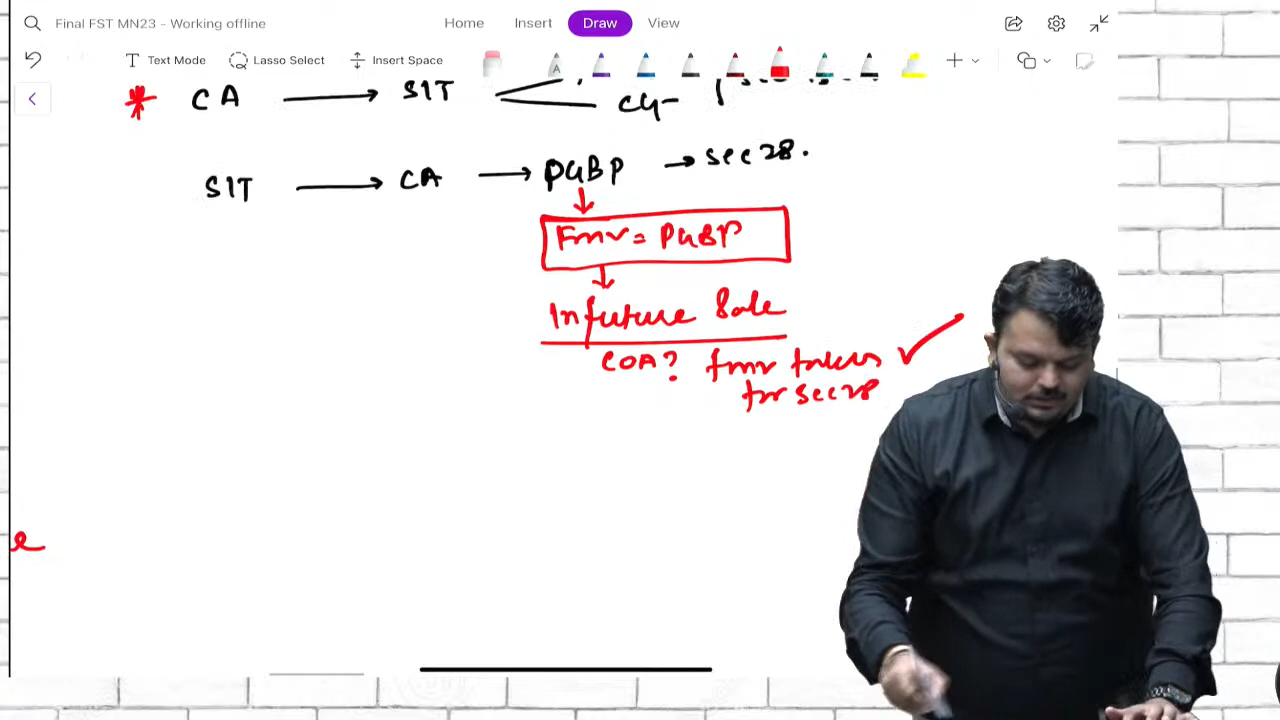 Final FST MN23 - Working offline
Home Insert Draw View
Text Mode Lasso Select Insert Space
A
* CA → SIT
CG-
SIT → CA → PGBP → Sec 28.
Fmv = PGBP
In future Sale
COA? fmv taken
for Sec 28
e